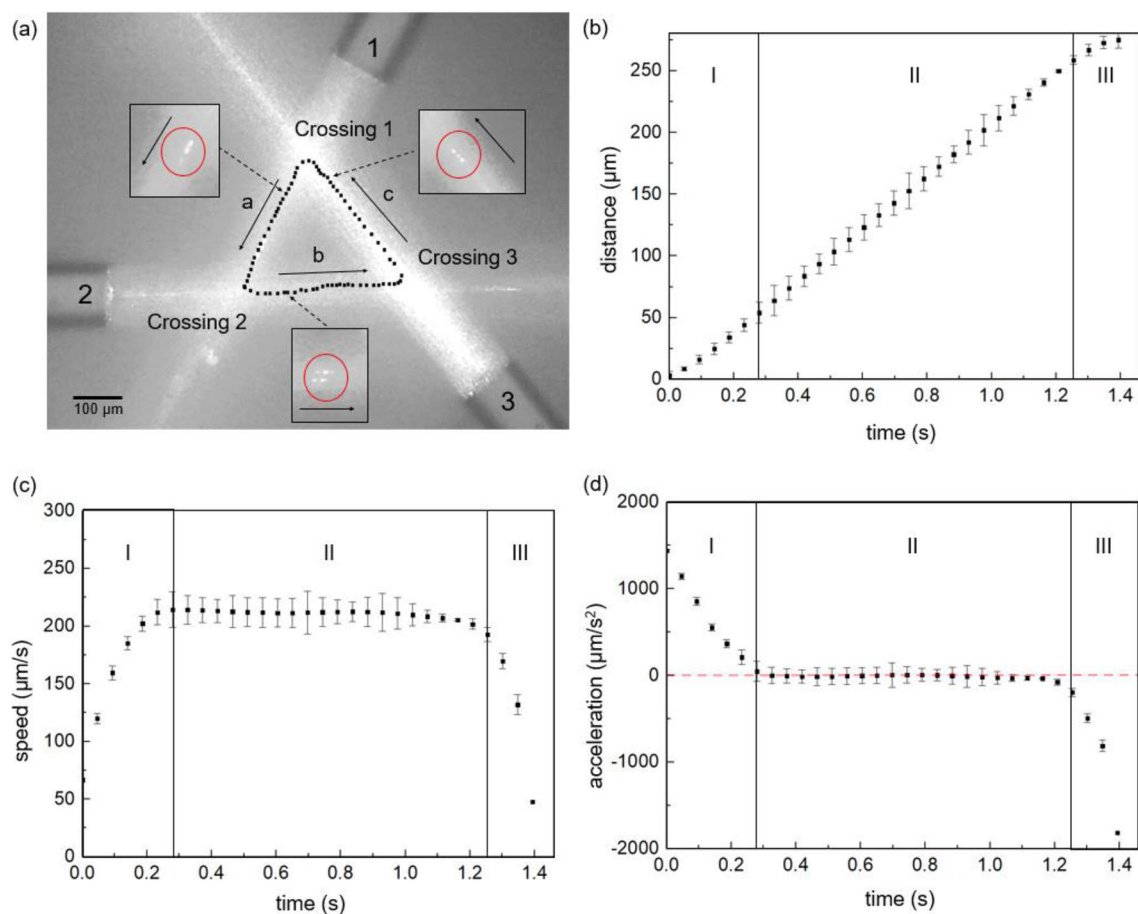 (a)
1
Crossing 1
a
c
b
Crossing 3
2
Crossing 2
3
100 µm
(b)
I
II
III
250
200
150
100
50
0
0.0 0.2 0.4 0.6 0.8 1.0 1.2 1.4
distance (µm)
time (s)
(c)
I
II
III
300
250
200
150
100
50
0
0.0 0.2 0.4 0.6 0.8 1.0 1.2 1.4
speed (µm/s)
time (s)
(d)
I
II
III
2000
1000
0
-1000
-2000
0.0 0.2 0.4 0.6 0.8 1.0 1.2 1.4
acceleration (µm/s²)
time (s)